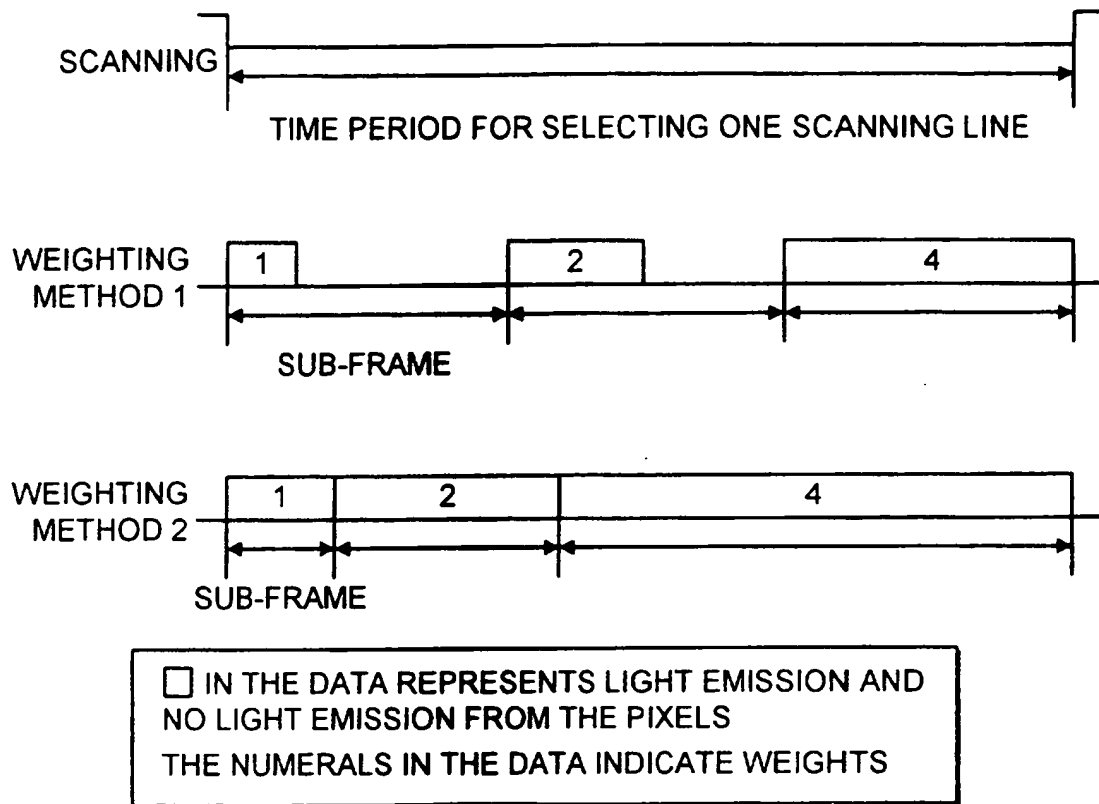 SCANNING
TIME PERIOD FOR SELECTING ONE SCANNING LINE
WEIGHTING
METHOD 1
1
2
4
SUB-FRAME
WEIGHTING
METHOD 2
1
2
4
SUB-FRAME
□ IN THE DATA REPRESENTS LIGHT EMISSION AND
NO LIGHT EMISSION FROM THE PIXELS
THE NUMERALS IN THE DATA INDICATE WEIGHTS